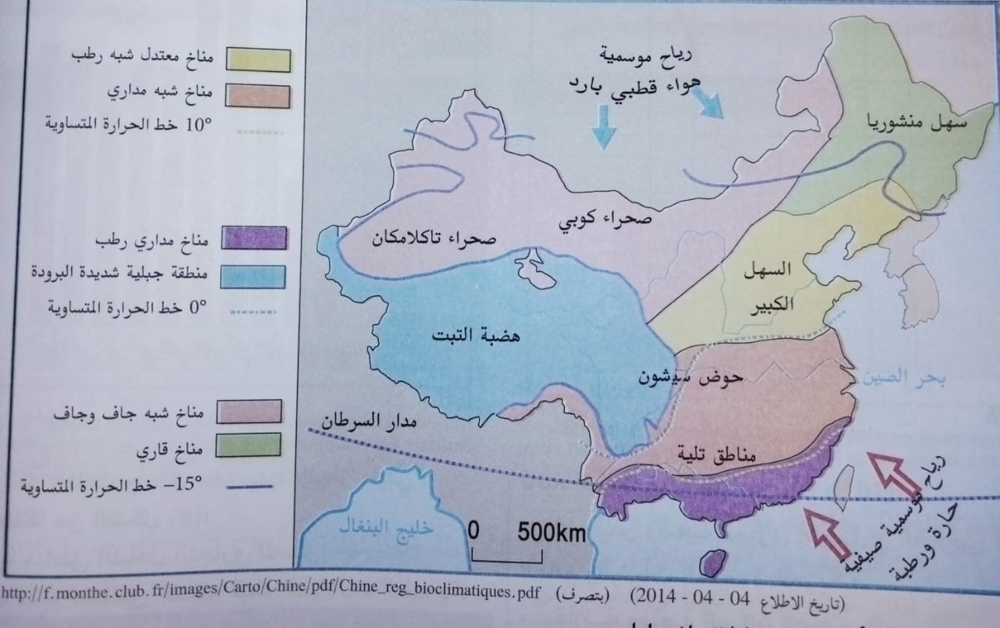 مناخ معتدل شبه رطب
مناخ شبه مداري
10° خط الحرارة المتساوية
مناخ مداري رطب
منطقة جبلية شديدة البرودة
0° خط الحرارة المتساوية
مناخ شبه جاف وجاف
مناخ قاري
15°– خط الحرارة المتساوية
رياح موسمية
هواء قطبي بارد
سهل منشوريا
صحراء كوبي
صحراء تاكلامكان
السهل
الكبير
هضبة التبت
حوض سيشون
بحر الصين
مدار السرطان
مناطق تلية
رياح موسمية صيفية
حارة ورطبة
خليج البنغال
0 500km
http://f.monthe.club.fr/images/Carto/Chine/pdf/Chine_reg_bioclimatiques.pdf (بتصرف) (تاريخ الاطلاع 04 - 04 - 2014)